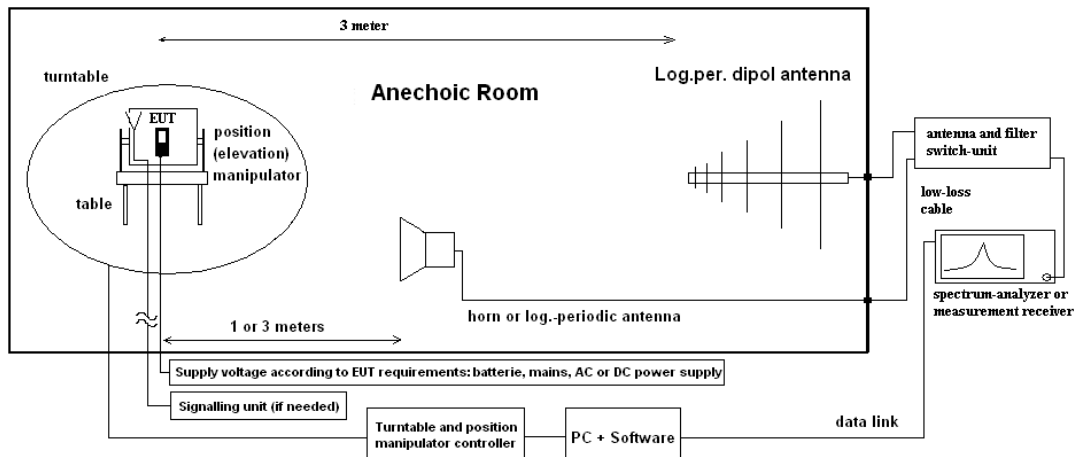 3 meter
turntable
Log.per. dipol antenna
Anechoic Room
EUT
position
(elevation)
manipulator
antenna and filter
switch-unit
table
low-loss
cable
spectrum-analyzer or
measurement receiver
horn or log.-periodic antenna
1 or 3 meters
Supply voltage according to EUT requirements: batterie, mains, AC or DC power supply
Signalling unit (if needed)
Turntable and position
manipulator controller
PC + Software
data link